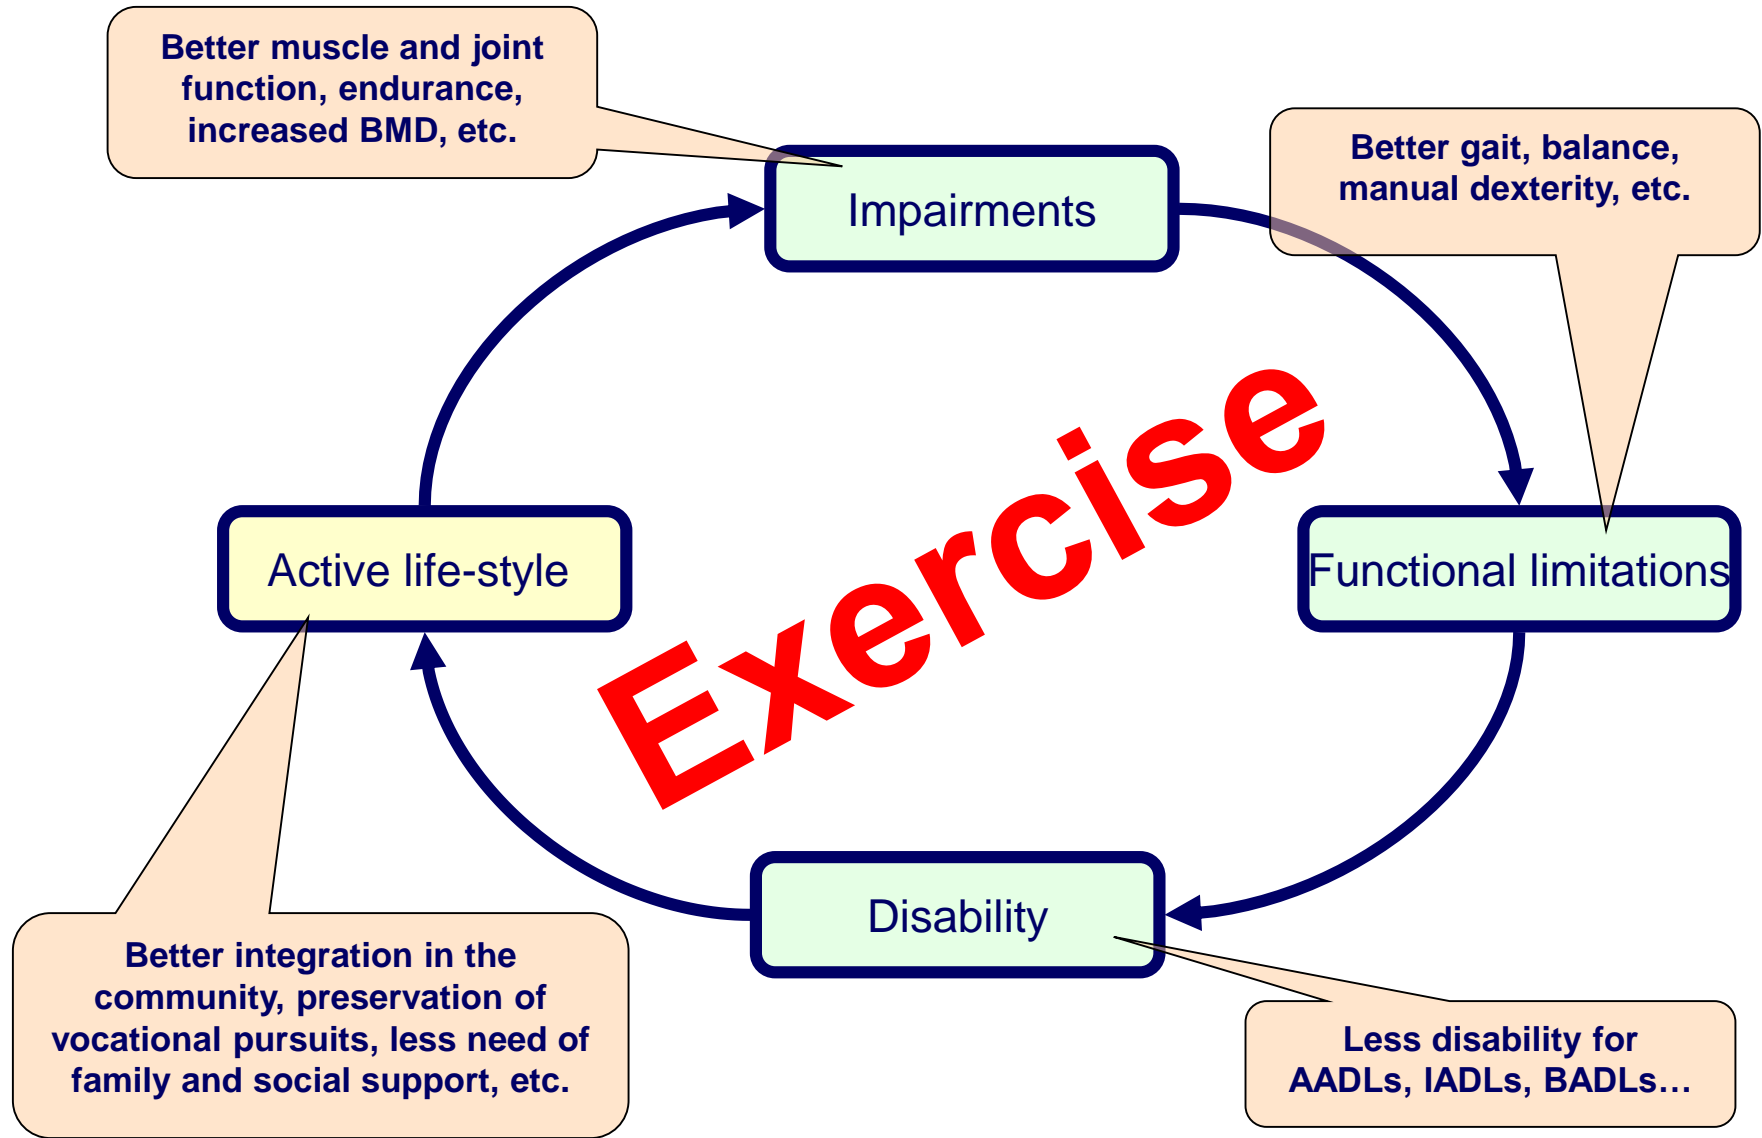 Better muscle and joint
function, endurance,
increased BMD, etc.
Impairments
Better gait, balance,
manual dexterity, etc.
Exercise
Active life-style
Functional limitations
Disability
Better integration in the
community, preservation of
vocational pursuits, less need of
family and social support, etc.
Less disability for
AADLs, IADLs, BADLs…